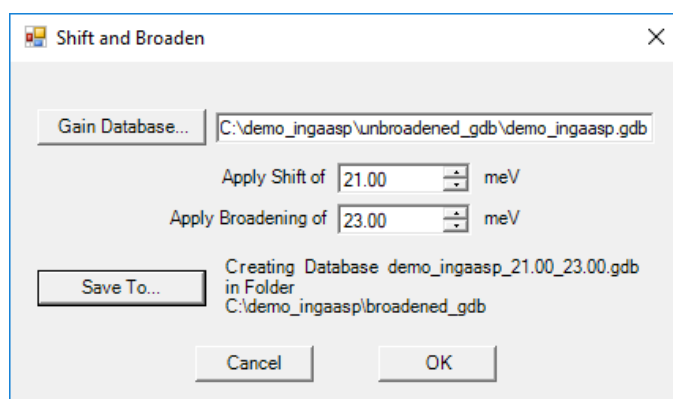 Shift and Broaden
Gain Database... C:\demo_ingaasp\unbroadened_gdb\demo_ingaasp.gdb
Apply Shift of 21.00 meV
Apply Broadening of 23.00 meV
Save To... Creating Database demo_ingaasp_21.00_23.00.gdb
in Folder
C:\demo_ingaasp\broadened_gdb
Cancel OK